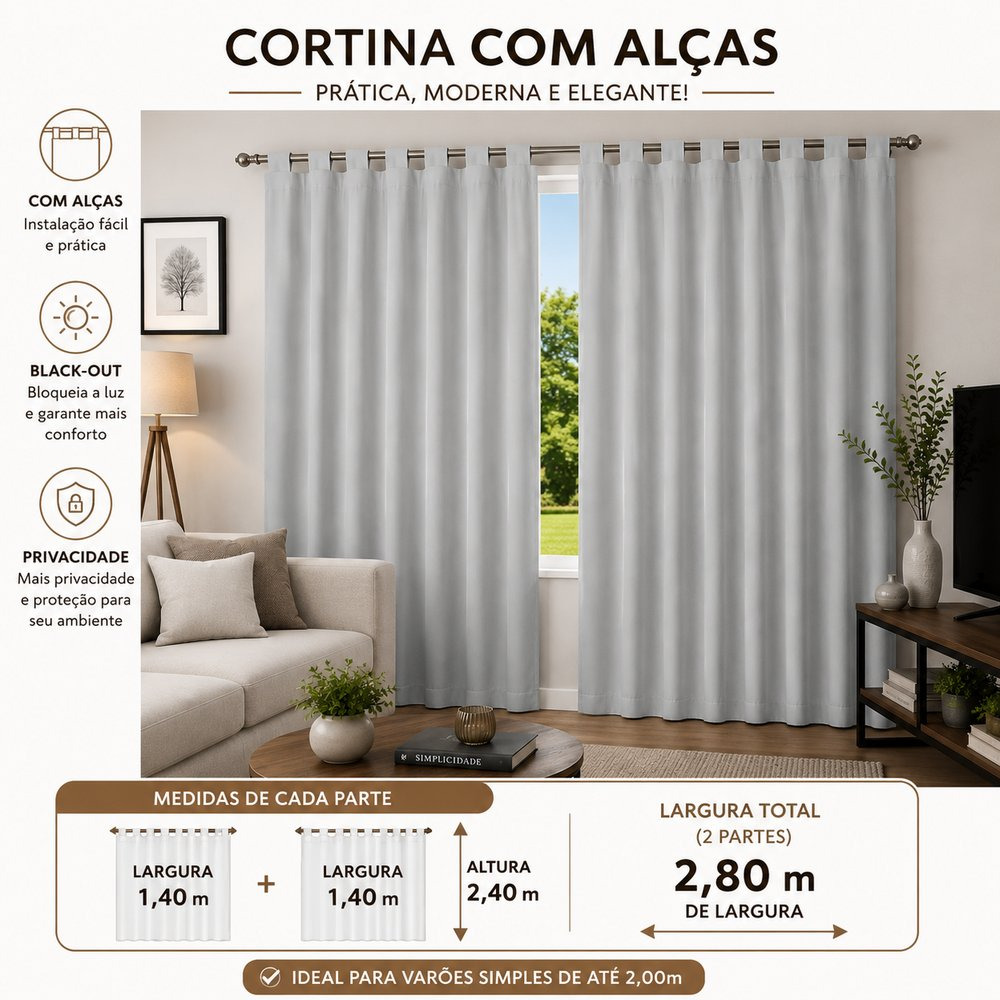 CORTINA COM ALÇAS
PRÁTICA, MODERNA E ELEGANTE!
COM ALÇAS
Instalação fácil
e prática
BLACK-OUT
Bloqueia a luz
e garante mais
conforto
PRIVACIDADE
Mais privacidade
e proteção para
seu ambiente
SIMPLICIDADE
MEDIDAS DE CADA PARTE
LARGURA
1,40 m
+
LARGURA
1,40 m
ALTURA
2,40 m
LARGURA TOTAL
(2 PARTES)
2,80 m
DE LARGURA
IDEAL PARA VARÕES SIMPLES DE ATÉ 2,00m